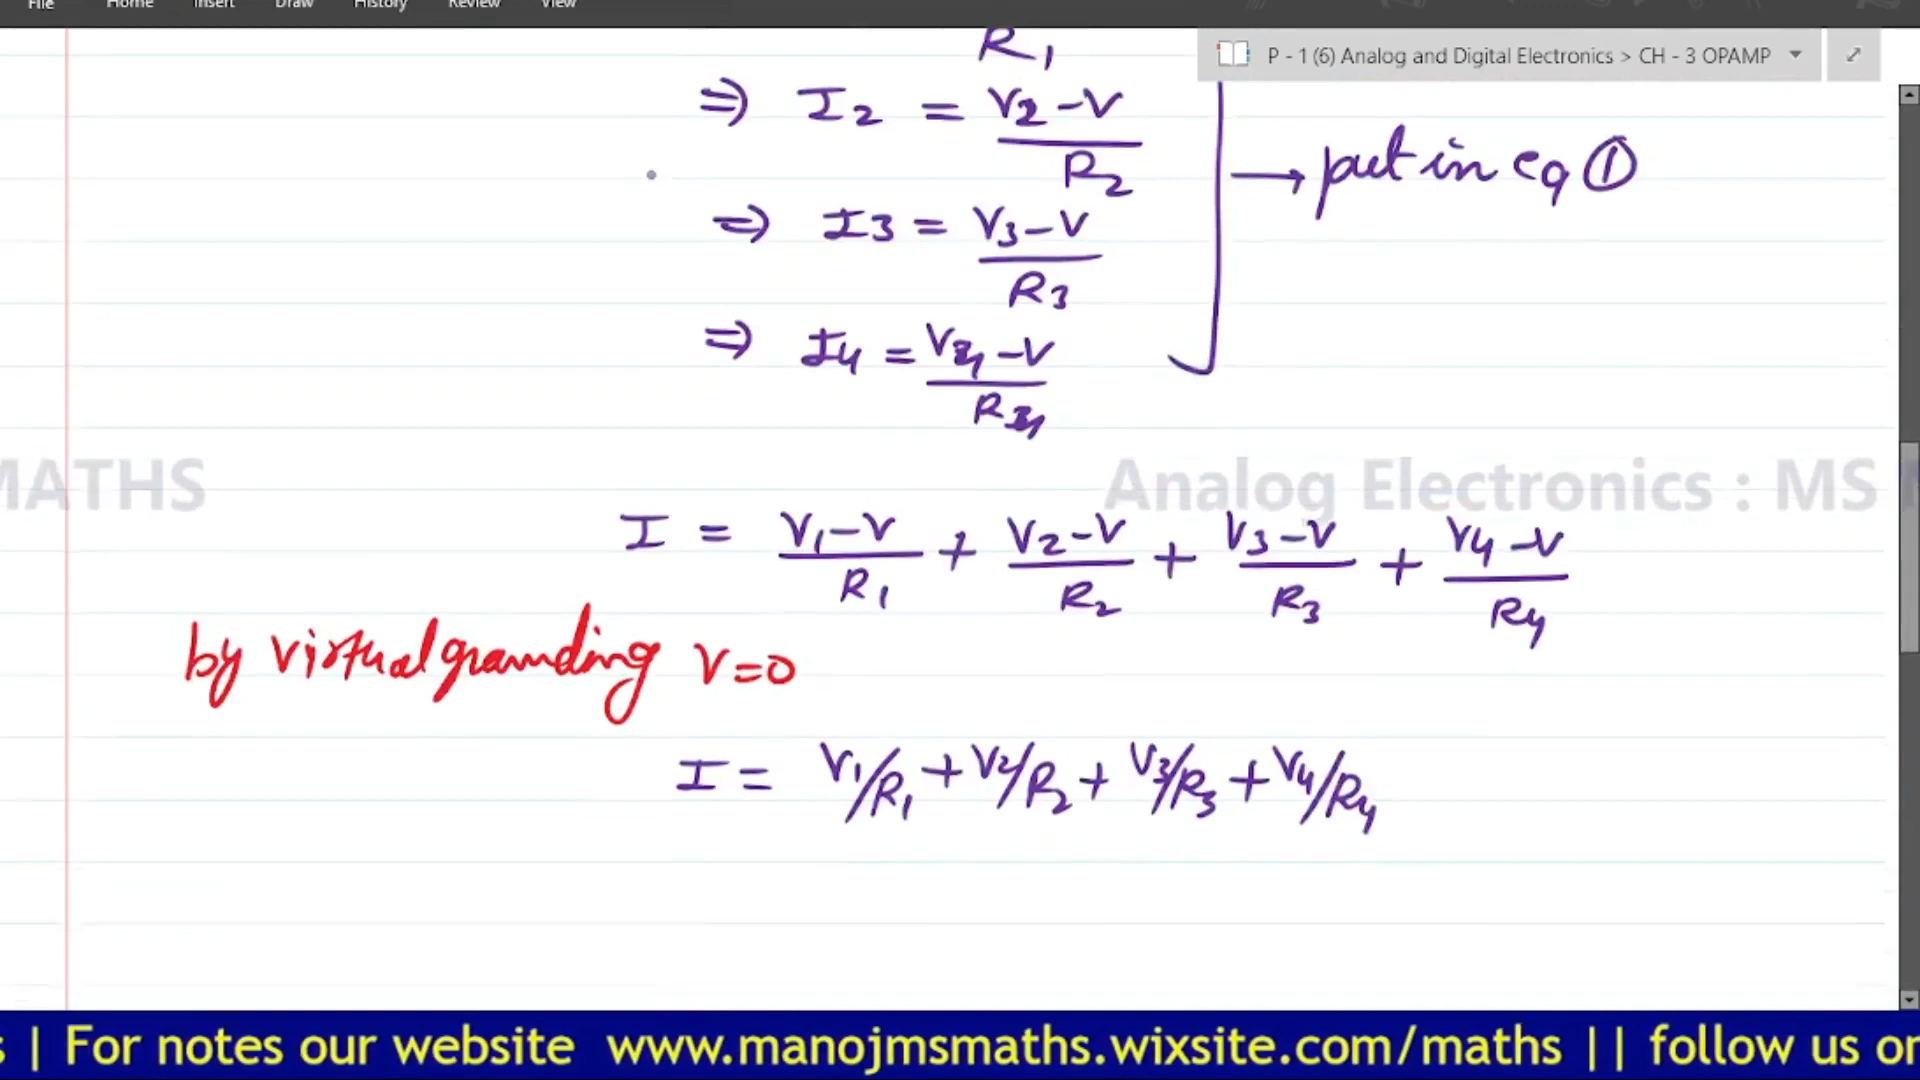 File Home Insert Draw History Review View
P - 1 (6) Analog and Digital Electronics > CH - 3 OPAMP
R1
⇒ I2 = V2-V / R2
→ put in eq ①
⇒ I3 = V3-V / R3
⇒ I4 = V4-V / R4
MATHS Analog Electronics : MS
I = V1-V / R1 + V2-V / R2 + V3-V / R3 + V4-V / R4
by virtual grounding V=0
I = V1/R1 + V2/R2 + V3/R3 + V4/R4
s | For notes our website www.manojmsmaths.wixsite.com/maths || follow us or